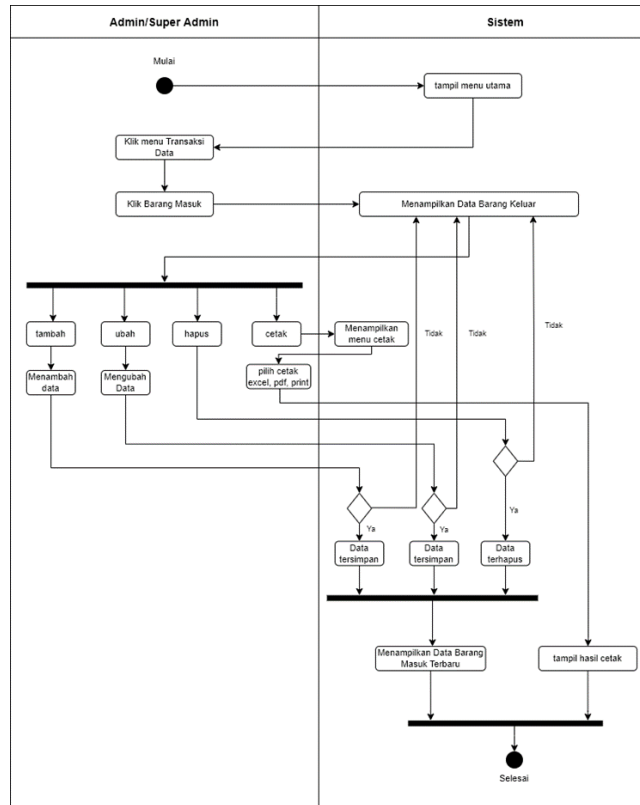 Admin/Super Admin
Sistem
Mulai
tampil menu utama
Klik menu Transaksi
Data
Klik Barang Masuk
Menampilkan Data Barang Keluar
tambah
ubah
hapus
cetak
Menampilkan
menu cetak
Tidak
Tidak
Tidak
Menambah
data
Mengubah
Data
pilih cetak
excel, pdf, print
Ya
Ya
Ya
Data
tersimpan
Data
tersimpan
Data
terhapus
Menampilkan Data Barang
Masuk Terbaru
tampil hasil cetak
Selesai